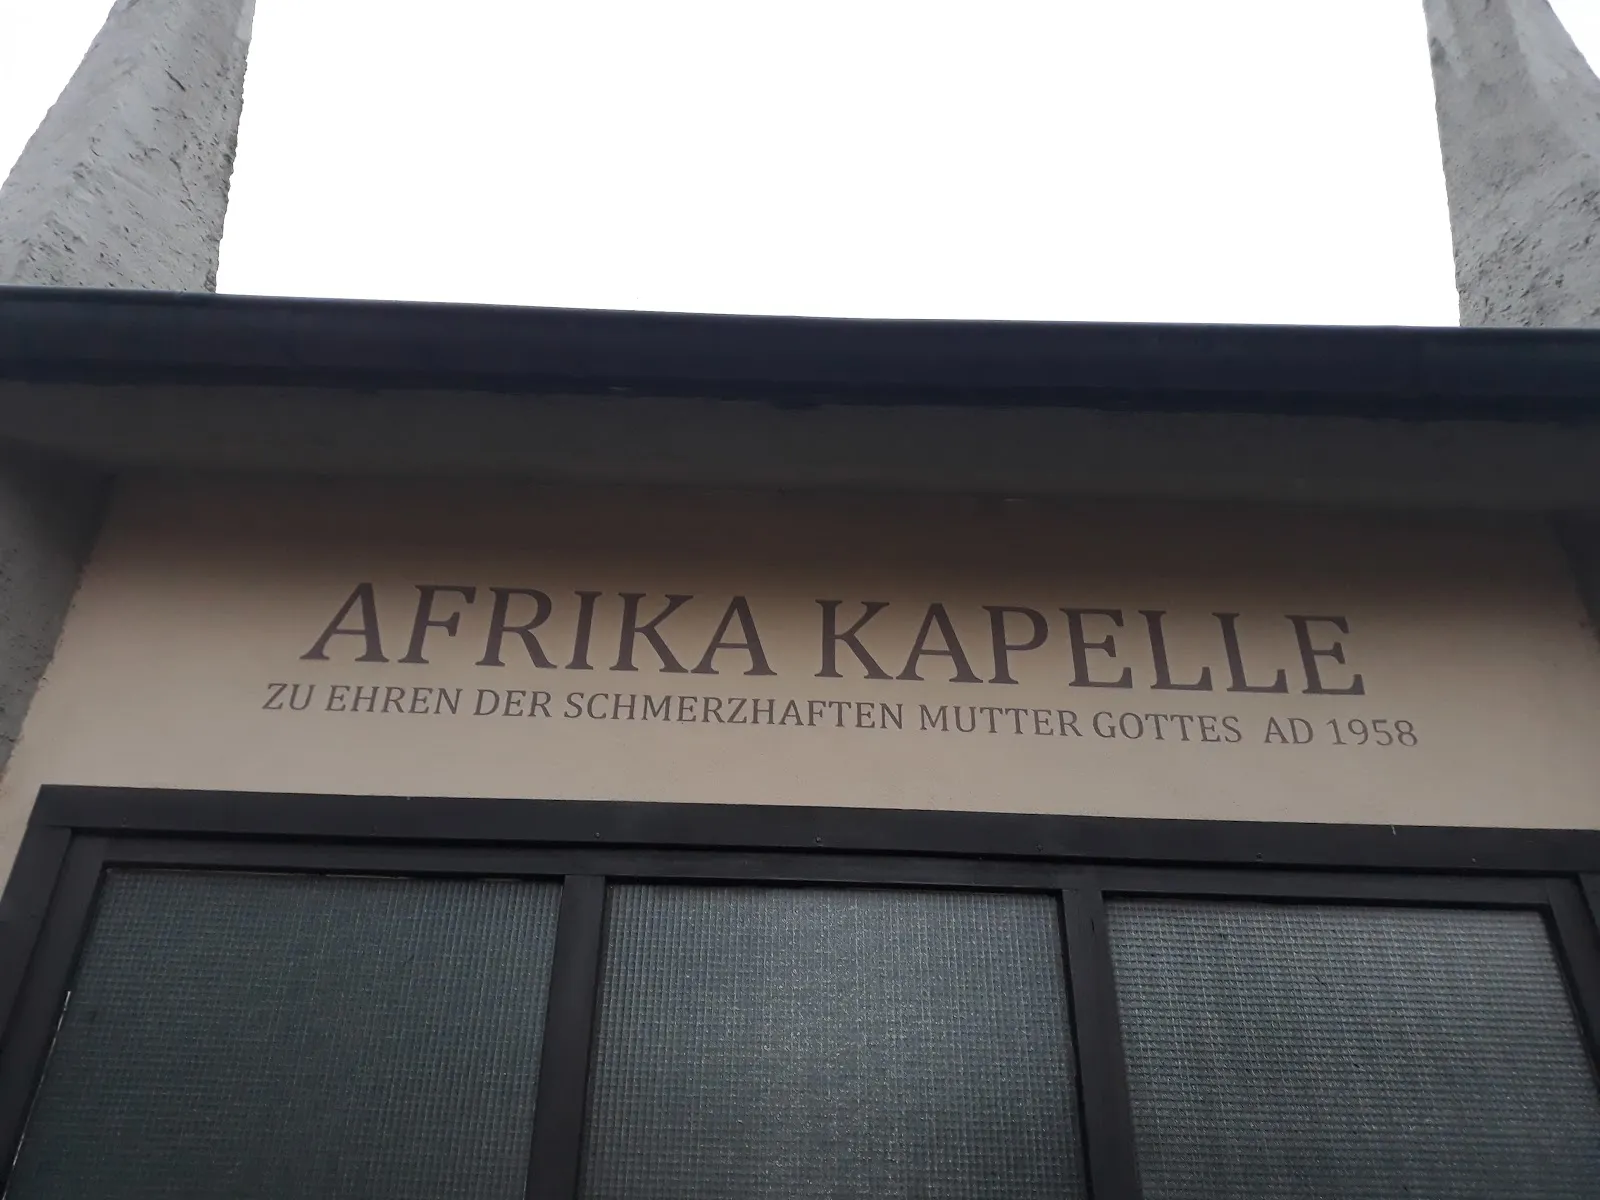 AFRIKA KAPELLE
ZU EHREN DER SCHMERZHAFTEN MUTTER GOTTES AD 1958